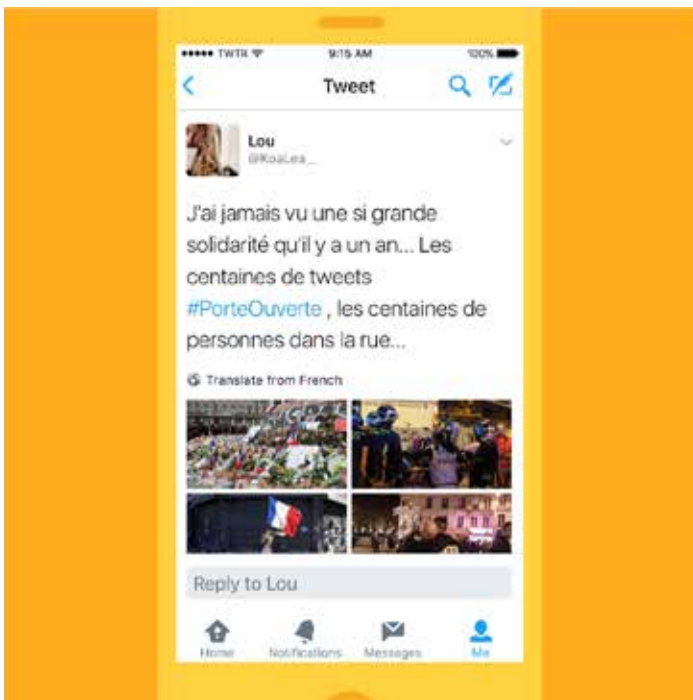 TWTR 9:15 AM 100%
Tweet
Lou
@KoaLea__
J'ai jamais vu une si grande
solidarité qu'il y a un an... Les
centaines de tweets
#PorteOuverte , les centaines de
personnes dans la rue...
Translate from French
Reply to Lou
Home Notifications Messages Me